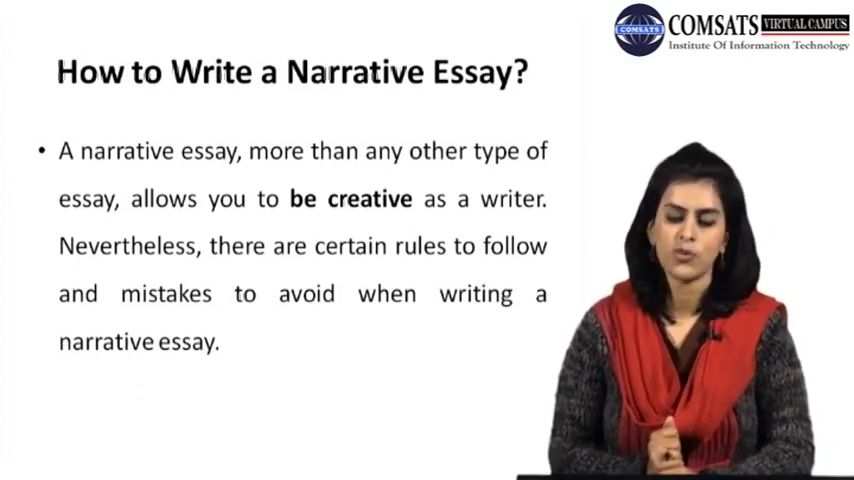 COMSATS VIRTUAL CAMPUS
COMSATS
Institute Of Information Technology
How to Write a Narrative Essay?
• A narrative essay, more than any other type of
essay, allows you to be creative as a writer.
Nevertheless, there are certain rules to follow
and mistakes to avoid when writing a
narrative essay.